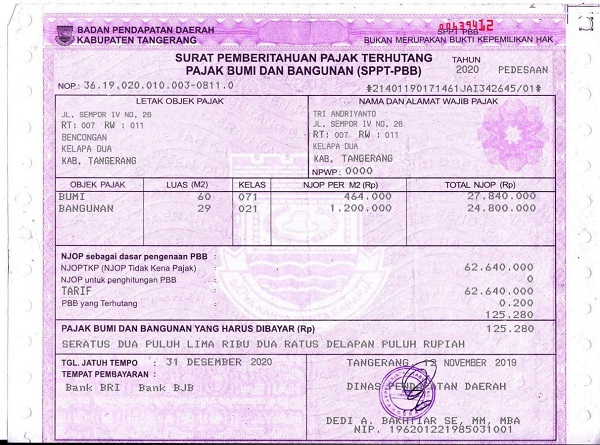 BADAN PENDAPATAN DAERAH
KABUPATEN TANGERANG
00439412
SPPT PBB
BUKAN MERUPAKAN BUKTI KEPEMILIKAN HAK
SURAT PEMBERITAHUAN PAJAK TERHUTANG
PAJAK BUMI DAN BANGUNAN (SPPT-PBB)
TAHUN
2020 PEDESAAN
NOP.: 36.19.020.010.003-0811.0
#21401190171461JAI342645/01#
LETAK OBJEK PAJAK
JL. SEMPOR IV NO. 26
RT: 007 RW : 011
BENCONGAN
KELAPA DUA
KAB. TANGERANG
NAMA DAN ALAMAT WAJIB PAJAK
TRI ANDRIYANTO
JL. SEMPOR IV NO. 26
RT: 007 RW : 011
KELAPA DUA
KAB. TANGERANG
NPWP : 0000
OBJEK PAJAK LUAS (M2) KELAS NJOP PER M2 (Rp) TOTAL NJOP (Rp)
BUMI 60 071 464.000 27.840.000
BANGUNAN 29 021 1.200.000 24.800.000
NJOP sebagai dasar pengenaan PBB :
NJOPTKP (NJOP Tidak Kena Pajak) : 62.640.000
NJOP untuk penghitungan PBB : 0
TARIF : 62.640.000
PBB yang Terhutang : 0.200
125.280
PAJAK BUMI DAN BANGUNAN YANG HARUS DIBAYAR (Rp) 125.280
SERATUS DUA PULUH LIMA RIBU DUA RATUS DELAPAN PULUH RUPIAH
TGL. JATUH TEMPO : 31 DESEMBER 2020
TEMPAT PEMBAYARAN :
Bank BRI Bank BJB
TANGERANG 12 NOVEMBER 2019
DINAS PENDAPATAN DAERAH
DEDI A. BAKHTIAR SE, MM, MBA
NIP. 196201221985031001